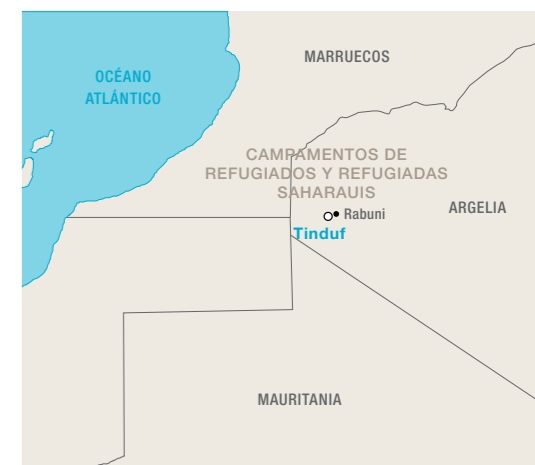 MARRUECOS
OCÉANO
ATLÁNTICO
CAMPAMENTOS DE
REFUGIADOS Y REFUGIADAS
SAHARAUIS
Rabuni
ARGELIA
Tinduf
MAURITANIA